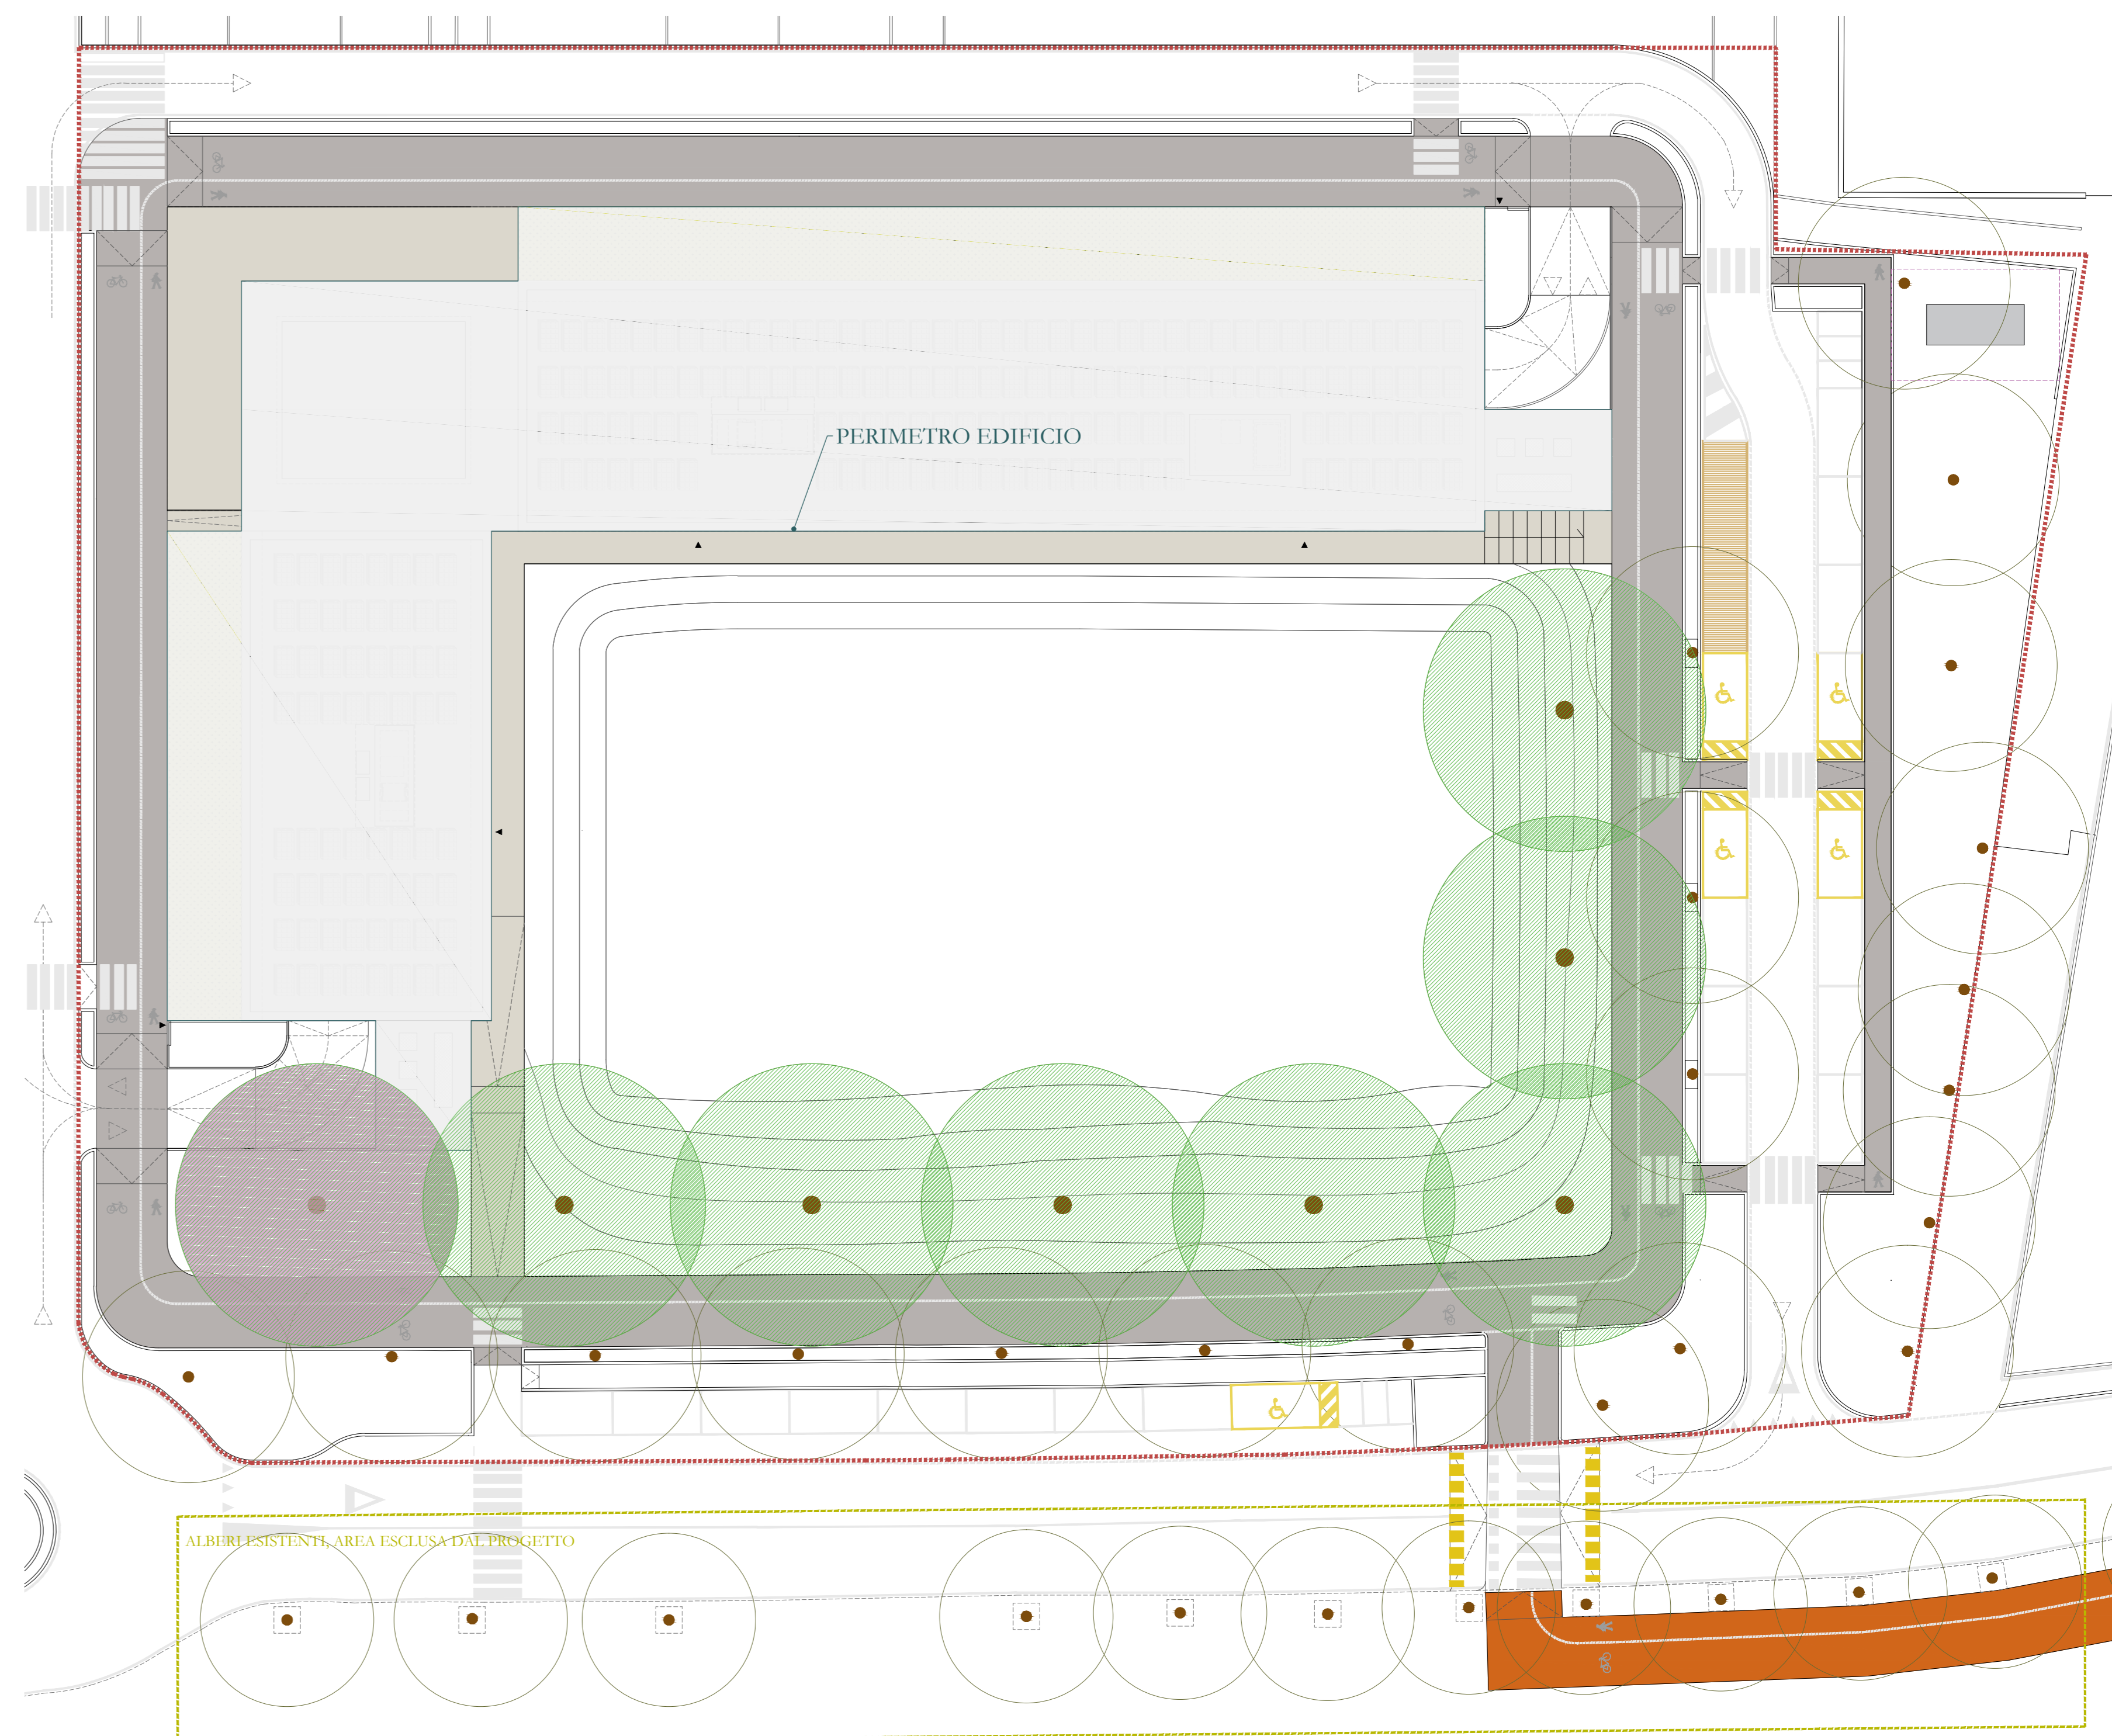 PERIMETRO EDIFICIO
ALBERI ESISTENTI, AREA ESCLUSA DAL PROGETTO